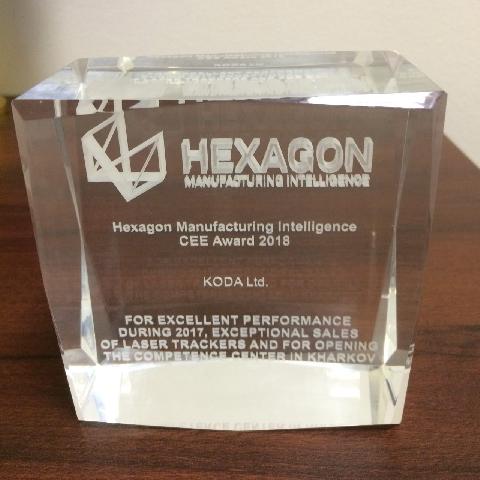 HEXAGON
MANUFACTURING INTELLIGENCE
Hexagon Manufacturing Intelligence
CEE Award 2018
KODA Ltd.
FOR EXCELLENT PERFORMANCE
DURING 2017, EXCEPTIONAL SALES
OF LASER TRACKERS AND FOR OPENING
THE COMPETENCE CENTER IN KHARKOV